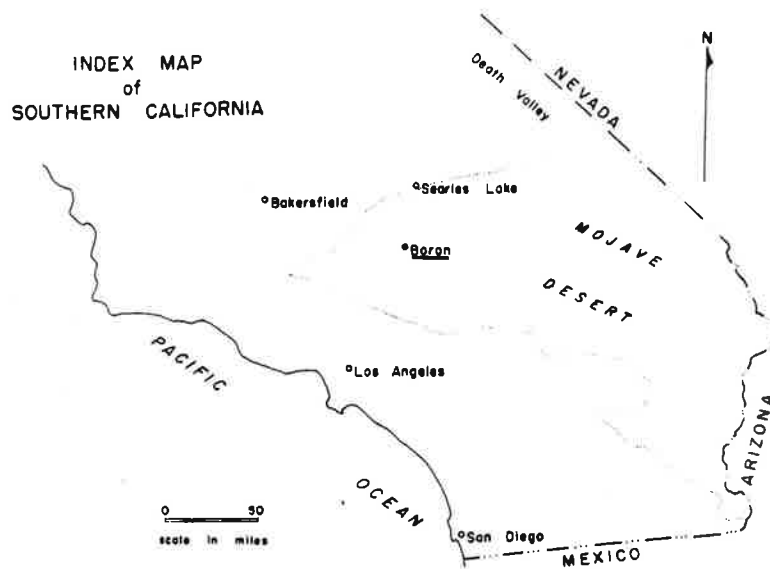 INDEX MAP
of
SOUTHERN CALIFORNIA
N
NEVADA
Death Valley
Searles Lake
Bakersfield
Boron
MOJAVE
DESERT
PACIFIC
OCEAN
Los Angeles
ARIZONA
0 50
scale in miles
San Diego
MEXICO